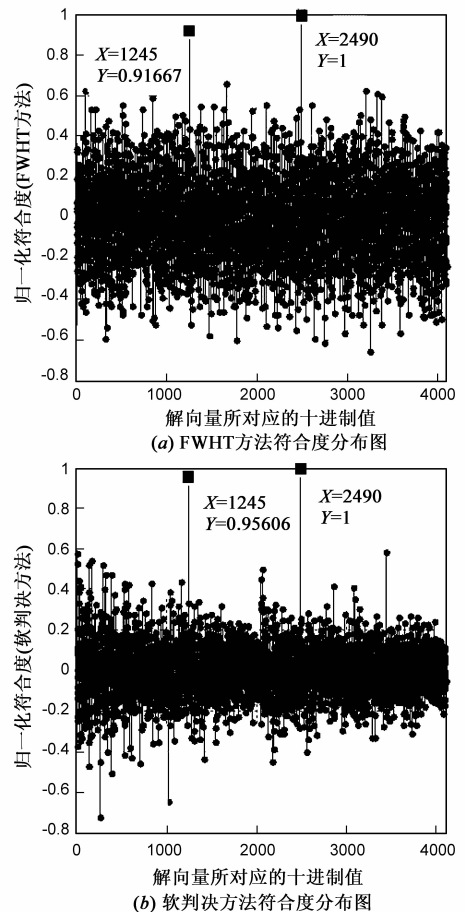 1
0.8
0.6
0.4
0.2
0
-0.2
-0.4
-0.6
-0.8
归一化符合度(FWHT方法)
X=1245
Y=0.91667
X=2490
Y=1
0 1000 2000 3000 4000
解向量所对应的十进制值
(a) FWHT方法符合度分布图
1
0.8
0.6
0.4
0.2
0
-0.2
-0.4
-0.6
-0.8
归一化符合度(软判决方法)
X=1245
Y=0.95606
X=2490
Y=1
0 1000 2000 3000 4000
解向量所对应的十进制值
(b) 软判决方法符合度分布图